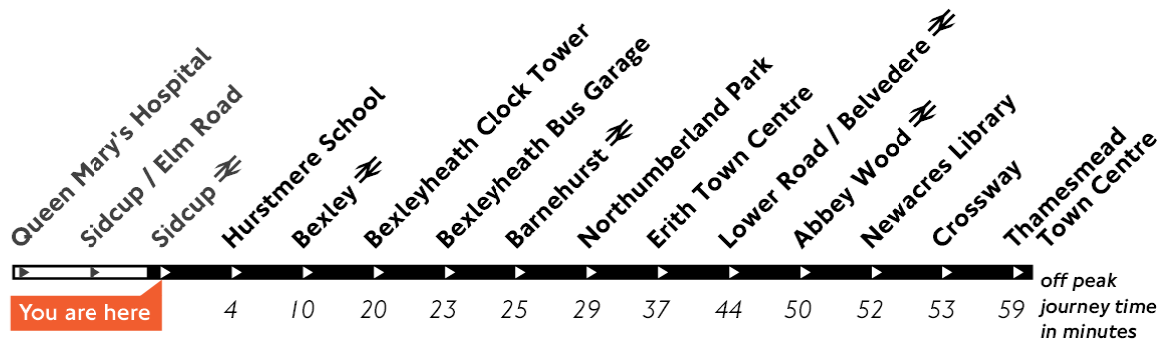 Queen Mary's Hospital
Sidcup / Elm Road
Sidcup
Hurstmere School
Bexley
Bexleyheath Clock Tower
Bexleyheath Bus Garage
Barnehurst
Northumberland Park
Erith Town Centre
Lower Road / Belvedere
Abbey Wood
Newacres Library
Crossway
Thamesmead
Town Centre
You are here
4 10 20 23 25 29 37 44 50 52 53 59
off peak
journey time
in minutes